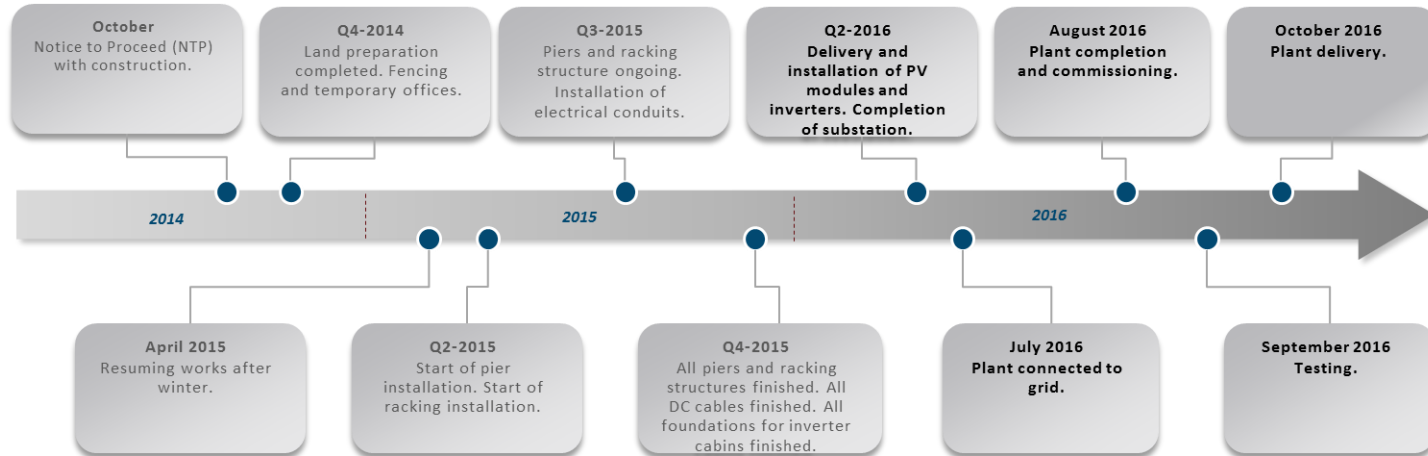 October
Notice to Proceed (NTP)
with construction.
Q4-2014
Land preparation
completed. Fencing
and temporary offices.
Q3-2015
Piers and racking
structure ongoing.
Installation of
electrical conduits.
Q2-2016
Delivery and
installation of PV
modules and
inverters. Completion
of substation.
August 2016
Plant completion
and commissioning.
October 2016
Plant delivery.
2014
2015
2016
April 2015
Resuming works after
winter.
Q2-2015
Start of pier
installation. Start of
racking installation.
Q4-2015
All piers and racking
structures finished. All
DC cables finished. All
foundations for inverter
cabins finished.
July 2016
Plant connected to
grid.
September 2016
Testing.